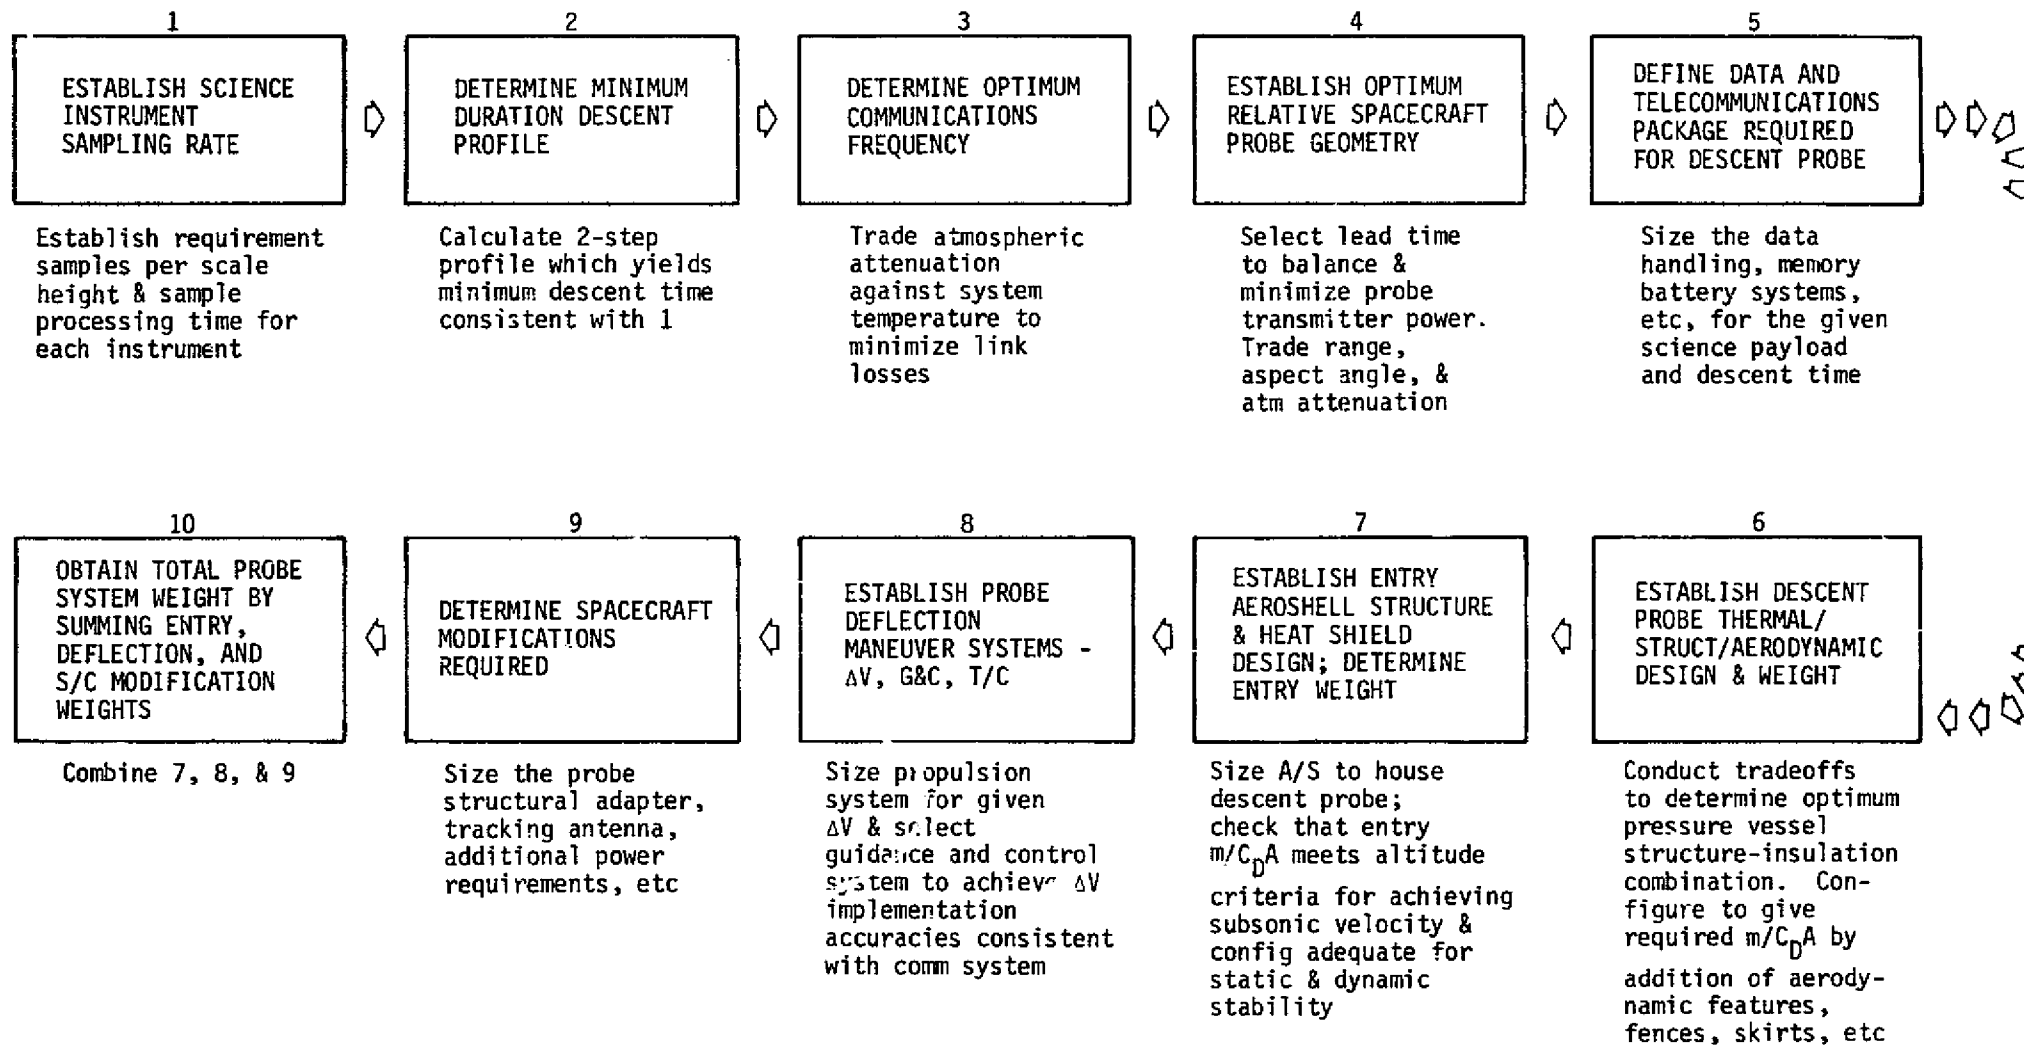 1
ESTABLISH SCIENCE
INSTRUMENT
SAMPLING RATE
Establish requirement
samples per scale
height & sample
processing time for
each instrument
2
DETERMINE MINIMUM
DURATION DESCENT
PROFILE
Calculate 2-step
profile which yields
minimum descent time
consistent with 1
3
DETERMINE OPTIMUM
COMMUNICATIONS
FREQUENCY
Trade atmospheric
attenuation
against system
temperature to
minimize link
losses
4
ESTABLISH OPTIMUM
RELATIVE SPACECRAFT
PROBE GEOMETRY
Select lead time
to balance &
minimize probe
transmitter power.
Trade range,
aspect angle, &
atm attenuation
5
DEFINE DATA AND
TELECOMMUNICATIONS
PACKAGE REQUIRED
FOR DESCENT PROBE
Size the data
handling, memory
battery systems,
etc, for the given
science payload
and descent time
10
OBTAIN TOTAL PROBE
SYSTEM WEIGHT BY
SUMMING ENTRY,
DEFLECTION, AND
S/C MODIFICATION
WEIGHTS
Combine 7, 8, & 9
9
DETERMINE SPACECRAFT
MODIFICATIONS
REQUIRED
Size the probe
structural adapter,
tracking antenna,
additional power
requirements, etc
8
ESTABLISH PROBE
DEFLECTION
MANEUVER SYSTEMS -
ΔV, G&C, T/C
Size propulsion
system for given
ΔV & select
guidance and control
system to achieve ΔV
implementation
accuracies consistent
with comm system
7
ESTABLISH ENTRY
AEROSHELL STRUCTURE
& HEAT SHIELD
DESIGN; DETERMINE
ENTRY WEIGHT
Size A/S to house
descent probe;
check that entry
m/C_DA meets altitude
criteria for achieving
subsonic velocity &
config adequate for
static & dynamic
stability
6
ESTABLISH DESCENT
PROBE THERMAL/
STRUCT/AERODYNAMIC
DESIGN & WEIGHT
Conduct tradeoffs
to determine optimum
pressure vessel
structure-insulation
combination. Con-
figure to give
required m/C_DA by
addition of aerody-
namic features,
fences, skirts, etc